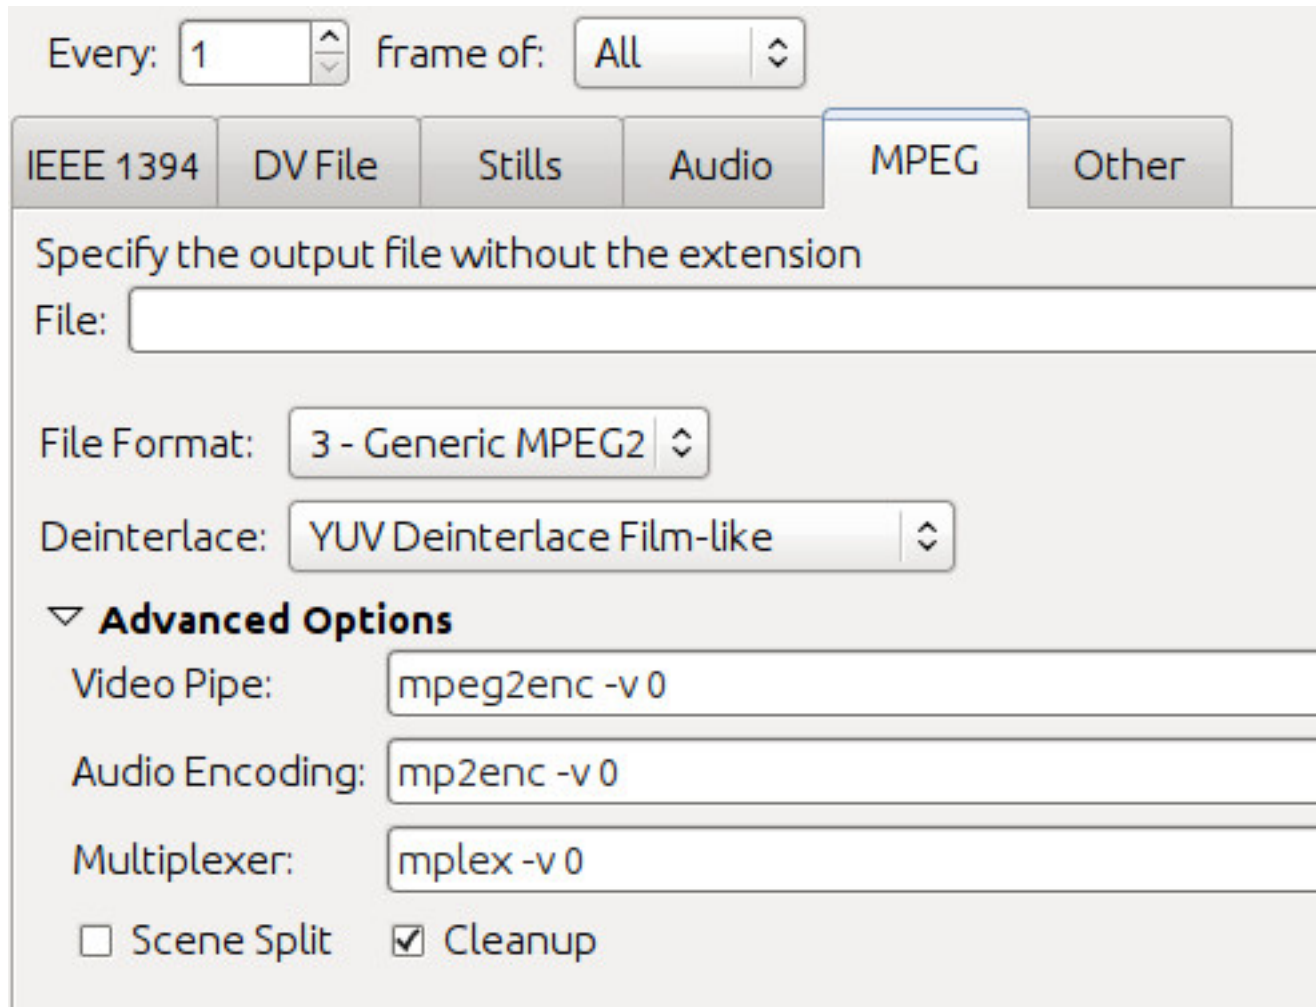 Every: 1 frame of: All
IEEE 1394 DV File Stills Audio MPEG Other
Specify the output file without the extension
File:
File Format: 3 - Generic MPEG2
Deinterlace: YUV Deinterlace Film-like
Advanced Options
Video Pipe: mpeg2enc -v 0
Audio Encoding: mp2enc -v 0
Multiplexer: mplex -v 0
Scene Split Cleanup